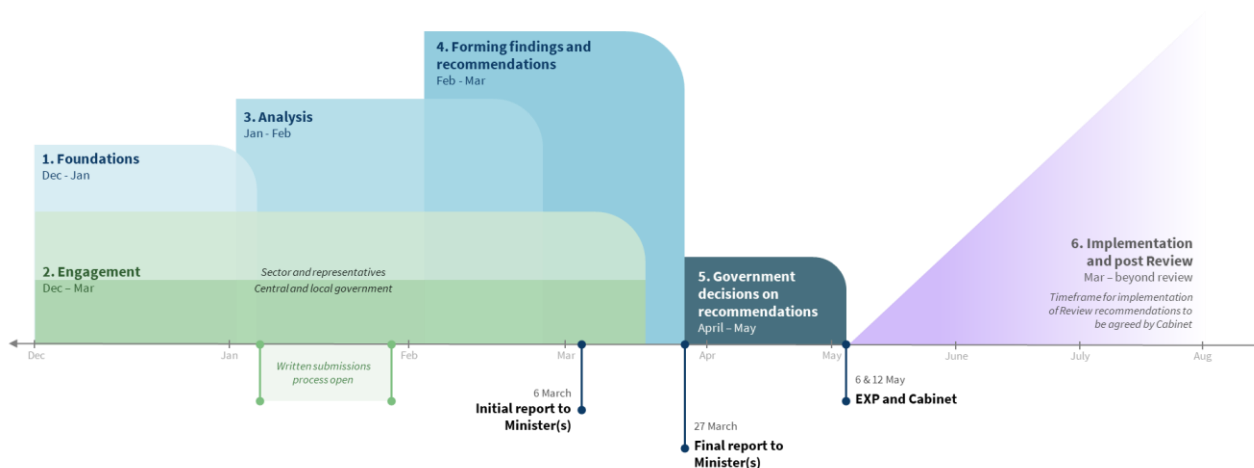 4. Forming findings and
recommendations
Feb - Mar
3. Analysis
Jan - Feb
1. Foundations
Dec - Jan
2. Engagement
Dec – Mar
Sector and representatives
Central and local government
5. Government
decisions on
recommendations
April – May
6. Implementation
and post Review
Mar – beyond review
Timeframe for implementation
of Review recommendations to
be agreed by Cabinet
Dec
Jan
Feb
Mar
Apr
May
June
July
Aug
Written submissions
process open
6 March
Initial report to
Minister(s)
27 March
Final report to
Minister(s)
6 & 12 May
EXP and Cabinet